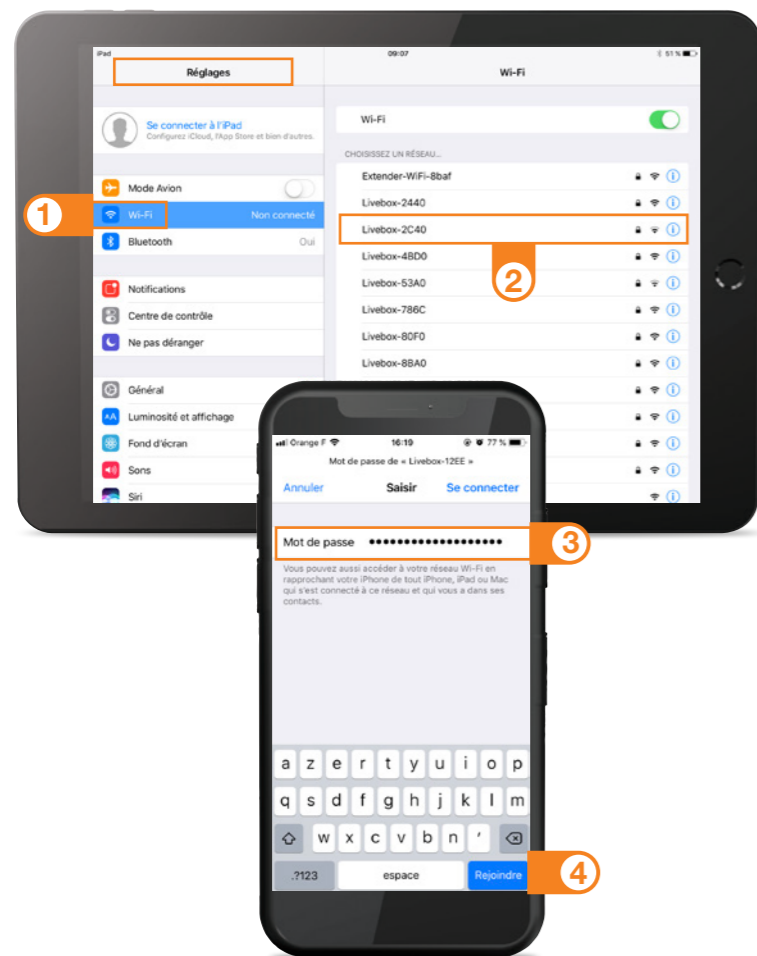 iPad 09:07 51 %
Réglages
Wi-Fi
Se connecter à l'iPad
Configurez iCloud, l'App Store et bien d'autres.
Mode Avion
1
Wi-Fi Non connecté
Bluetooth Oui
Notifications
Centre de contrôle
Ne pas déranger
Général
Luminosité et affichage
Fond d'écran
Sons
Siri
Wi-Fi
CHOISISSEZ UN RÉSEAU...
Extender-WiFi-8baf
Livebox-2440
Livebox-2C40
2
Livebox-4BD0
Livebox-53A0
Livebox-786C
Livebox-80F0
Livebox-8BA0
Orange F 16:19 77 %
Mot de passe de « Livebox-12EE »
Annuler Saisir Se connecter
Mot de passe ••••••••••••••••••• 3
Vous pouvez aussi accéder à votre réseau Wi-Fi en
rapprochant votre iPhone de tout iPhone, iPad ou Mac
qui s'est connecté à ce réseau et qui vous a dans ses
contacts.
a z e r t y u i o p
q s d f g h j k l m
w x c v b n '
.?123 espace Rejoindre 4